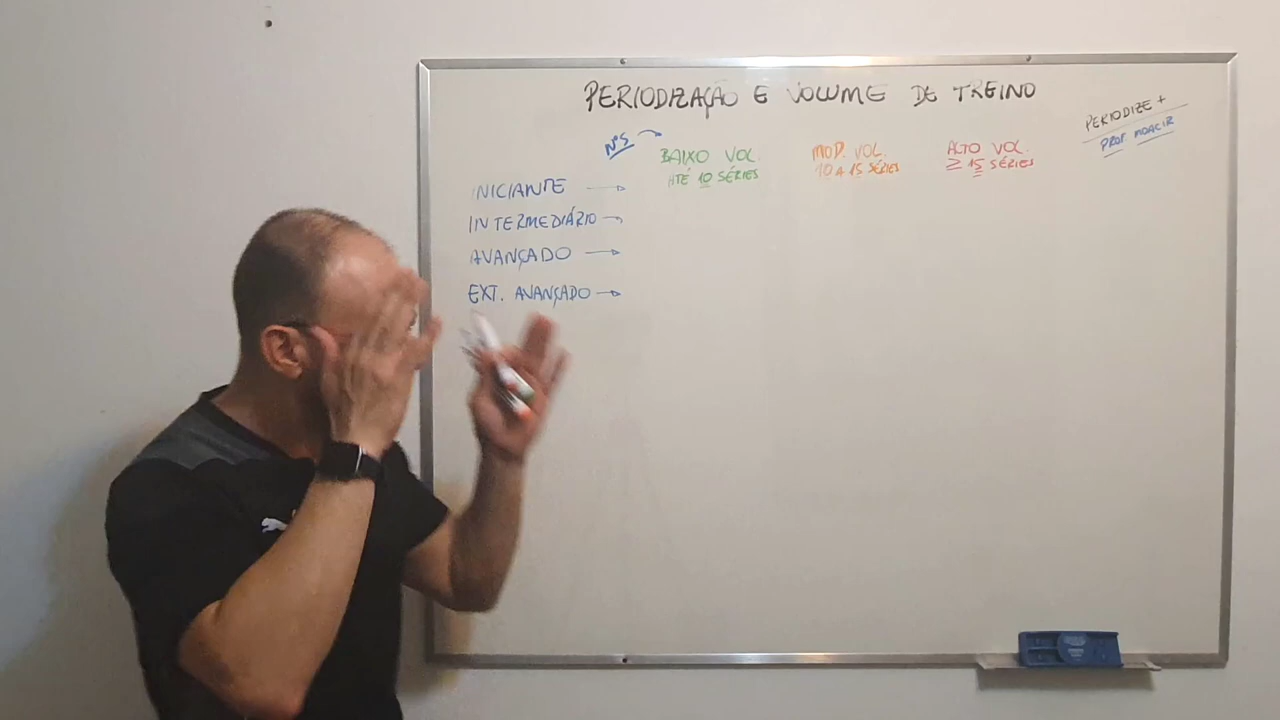 PERIODIZAÇÃO E VOLUME DE TREINO
PERIODIZE +
PROF. MOACIR
NºS
BAIXO VOL.
ATÉ 10 SÉRIES
MOD. VOL.
10 A 15 SÉRIES
ALTO VOL.
≥ 15 SÉRIES
INICIANTE →
INTERMEDIÁRIO →
AVANÇADO →
EXT. AVANÇADO →